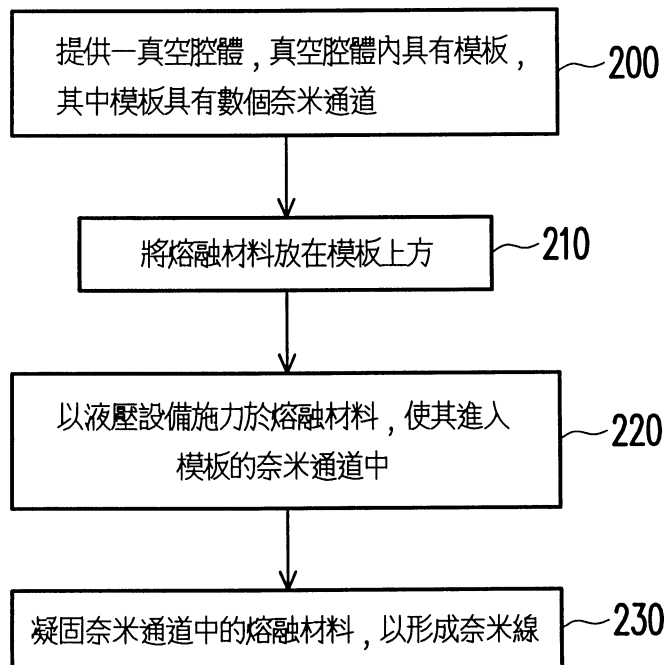 提供一真空腔體，真空腔體內具有模板，
其中模板具有數個奈米通道
200
將熔融材料放在模板上方
210
以液壓設備施力於熔融材料，使其進入
模板的奈米通道中
220
凝固奈米通道中的熔融材料，以形成奈米線
230